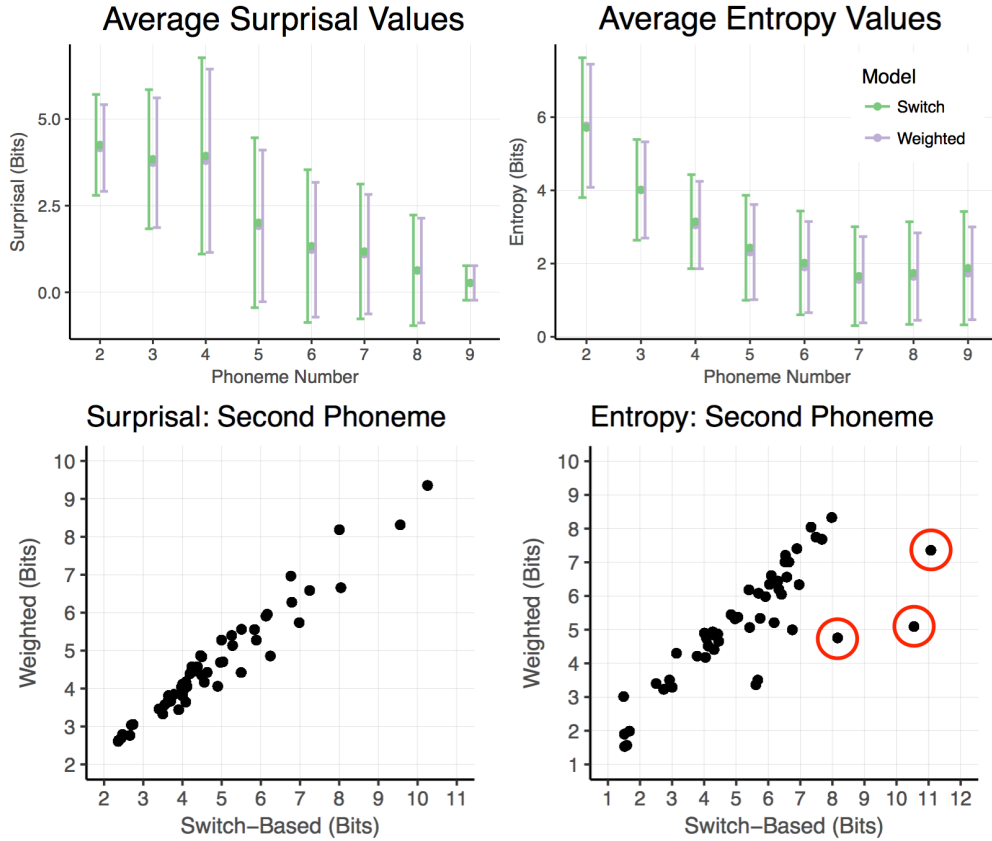 Average Surprisal Values
Surprisal (Bits)
5.0
2.5
0.0
2 3 4 5 6 7 8 9
Phoneme Number
Average Entropy Values
Entropy (Bits)
6
4
2
0
2 3 4 5 6 7 8 9
Phoneme Number
Model
Switch
Weighted
Surprisal: Second Phoneme
Weighted (Bits)
10
9
8
7
6
5
4
3
2
2 3 4 5 6 7 8 9 10 11
Switch−Based (Bits)
Entropy: Second Phoneme
Weighted (Bits)
10
9
8
7
6
5
4
3
2
1
1 2 3 4 5 6 7 8 9 10 11 12
Switch−Based (Bits)